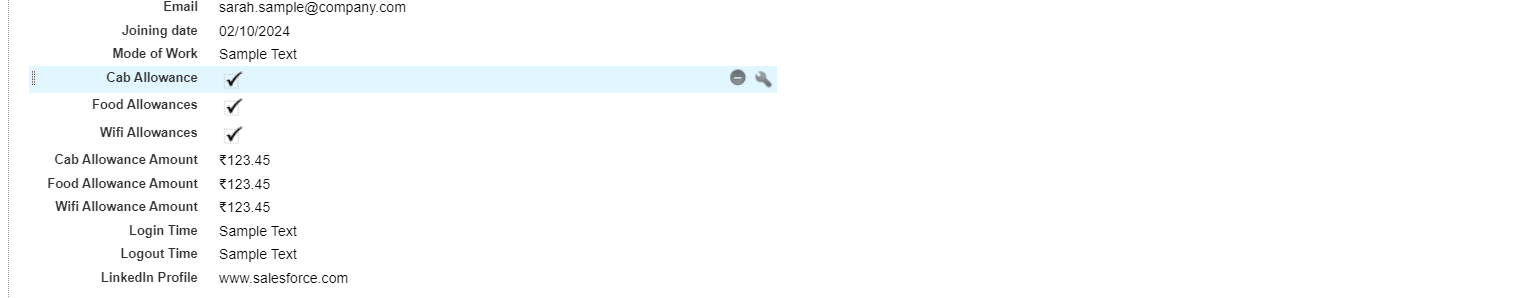 Email sarah.sample@company.com
Joining date 02/10/2024
Mode of Work Sample Text
Cab Allowance
Food Allowances
Wifi Allowances
Cab Allowance Amount ₹123.45
Food Allowance Amount ₹123.45
Wifi Allowance Amount ₹123.45
Login Time Sample Text
Logout Time Sample Text
LinkedIn Profile www.salesforce.com